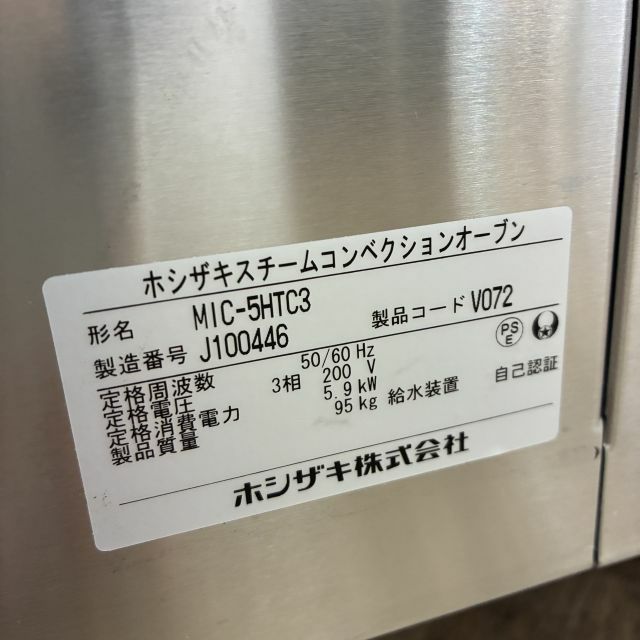 ホシザキスチームコンベクションオーブン
形名 MIC-5HTC3
製造番号 J100446 製品コード V072
定格周波数 50/60 Hz
定格電圧 3相 200 V
定格消費電力 5.9 kW
製品質量 95 kg 給水装置 自己認証
PSE
ホシザキ株式会社